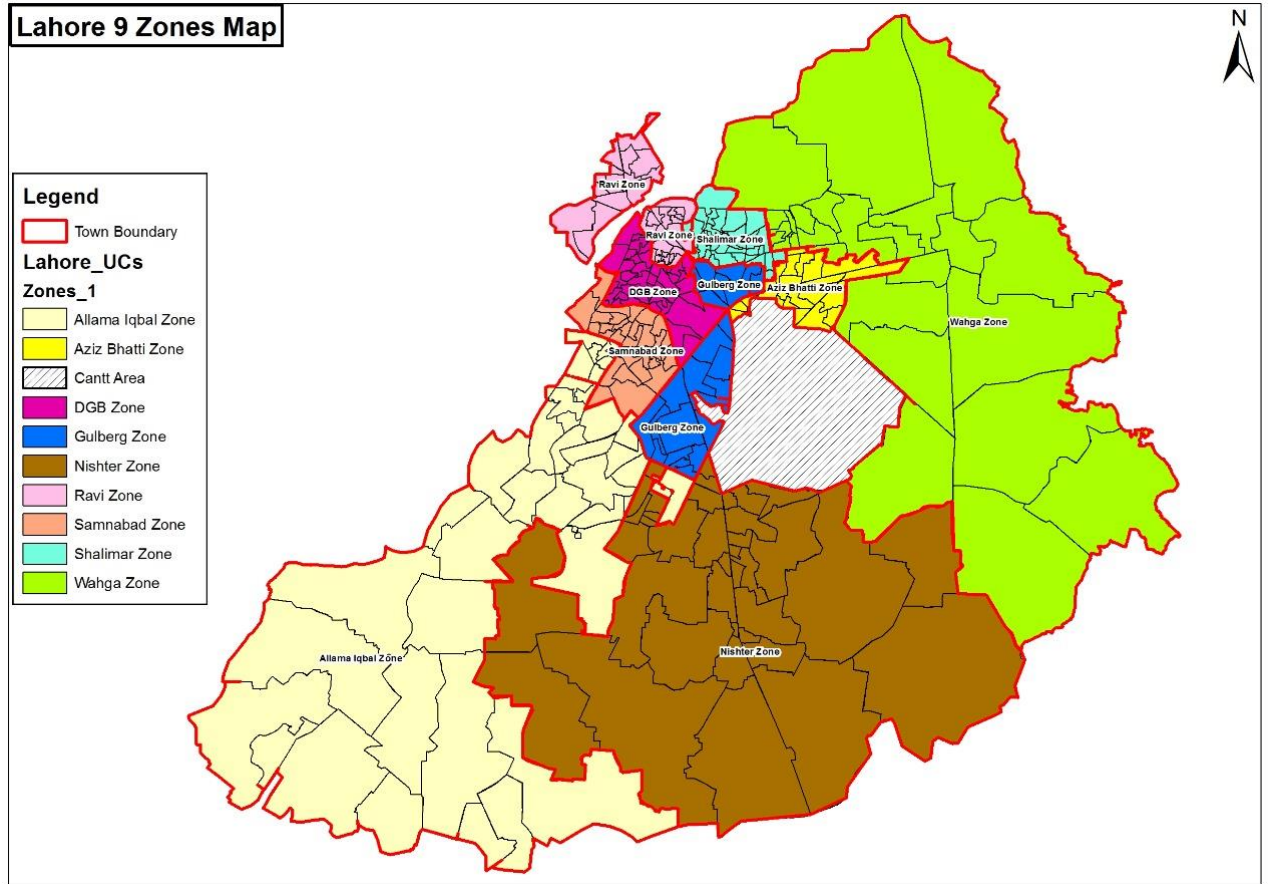 Lahore 9 Zones Map
N
Legend
Town Boundary
Lahore_UCs
Zones_1
Allama Iqbal Zone
Aziz Bhatti Zone
Cantt Area
DGB Zone
Gulberg Zone
Nishter Zone
Ravi Zone
Samnabad Zone
Shalimar Zone
Wahga Zone
Ravi Zone
Ravi Zone
Shalimar Zone
Gulberg Zone
Aziz Bhatti Zone
DGB Zone
Wahga Zone
Samnabad Zone
Gulberg Zone
Nishter Zone
Allama Iqbal Zone